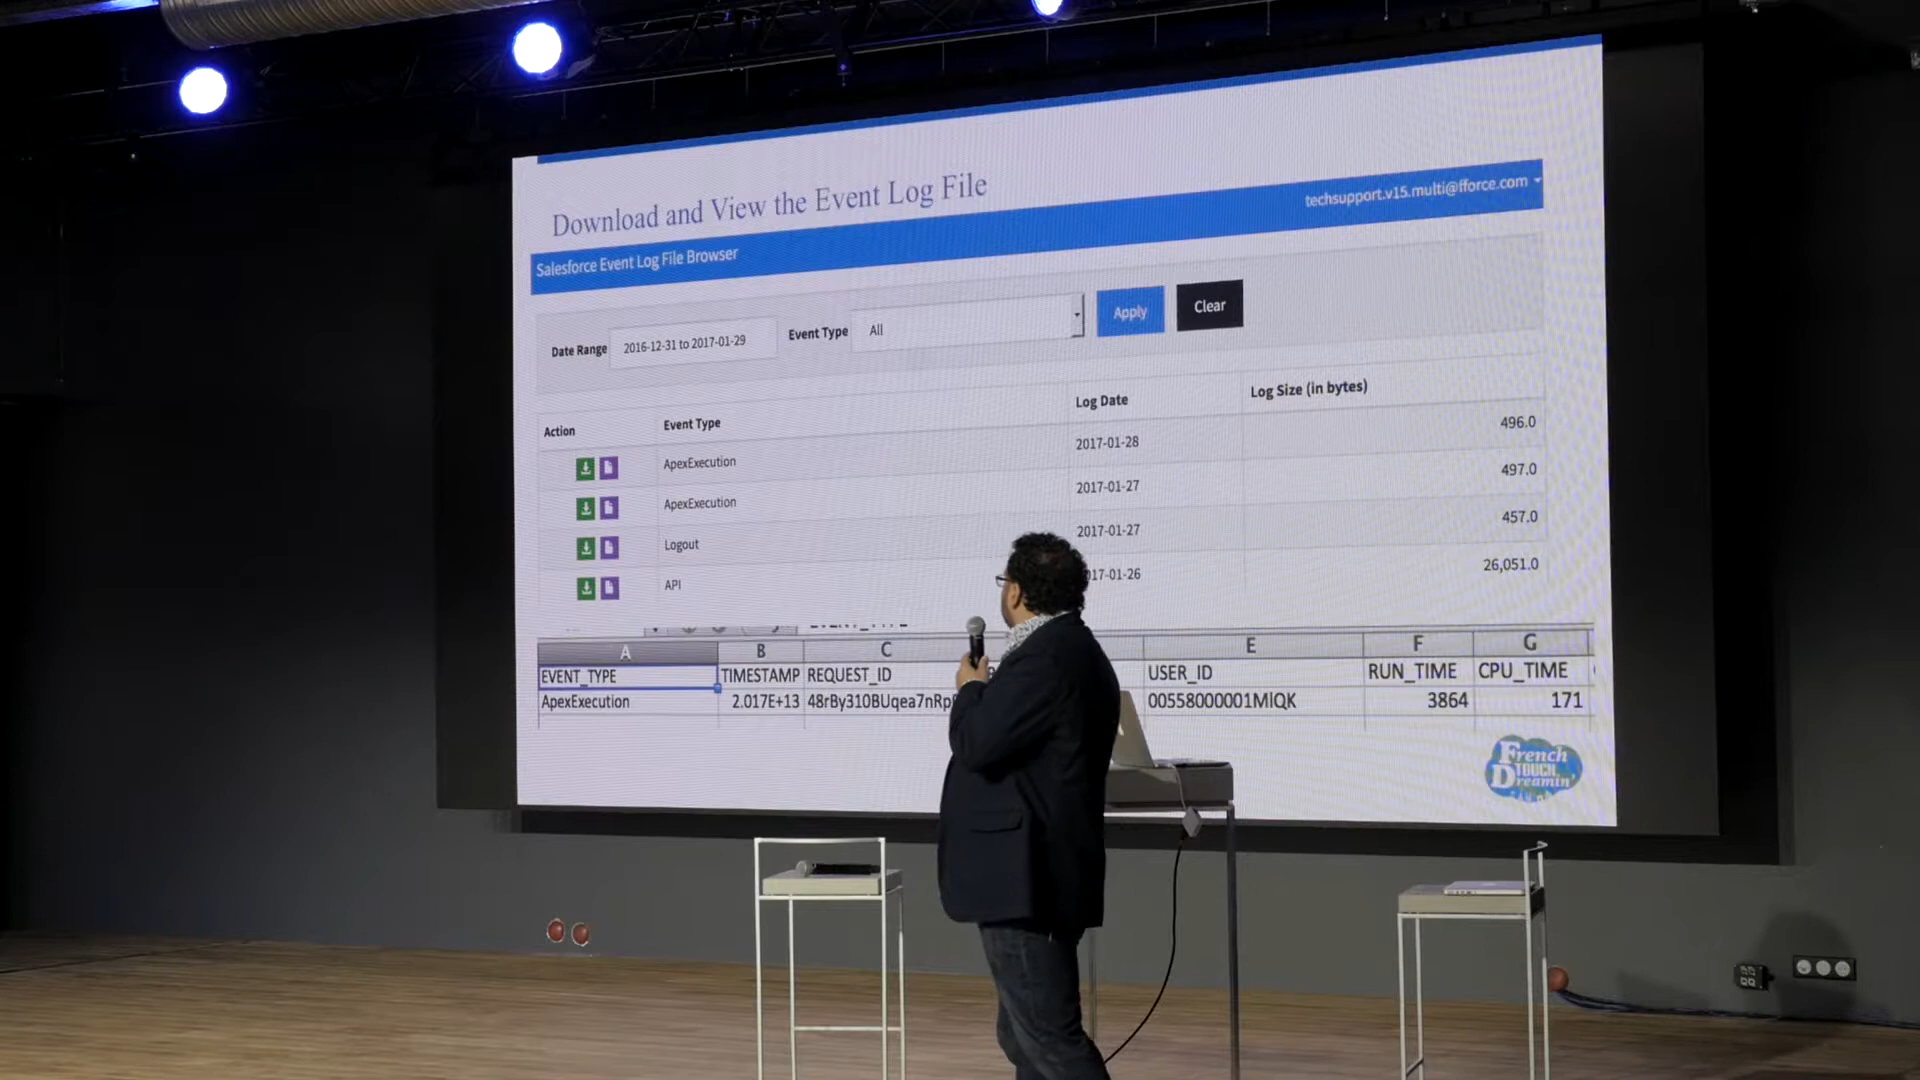 Download and View the Event Log File
techsupport.v15.multi@fforce.com
Salesforce Event Log File Browser
Date Range 2016-12-31 to 2017-01-29 Event Type All Apply Clear
Action Event Type Log Date Log Size (in bytes)
ApexExecution 2017-01-28 496.0
ApexExecution 2017-01-27 497.0
Logout 2017-01-27 457.0
API 17-01-26 26,051.0
A B C E F G
EVENT_TYPE TIMESTAMP REQUEST_ID USER_ID RUN_TIME CPU_TIME
ApexExecution 2.017E+13 48rBy310BUqea7nRp 00558000001MlQK 3864 171
French
TOUCH
Dreamin'